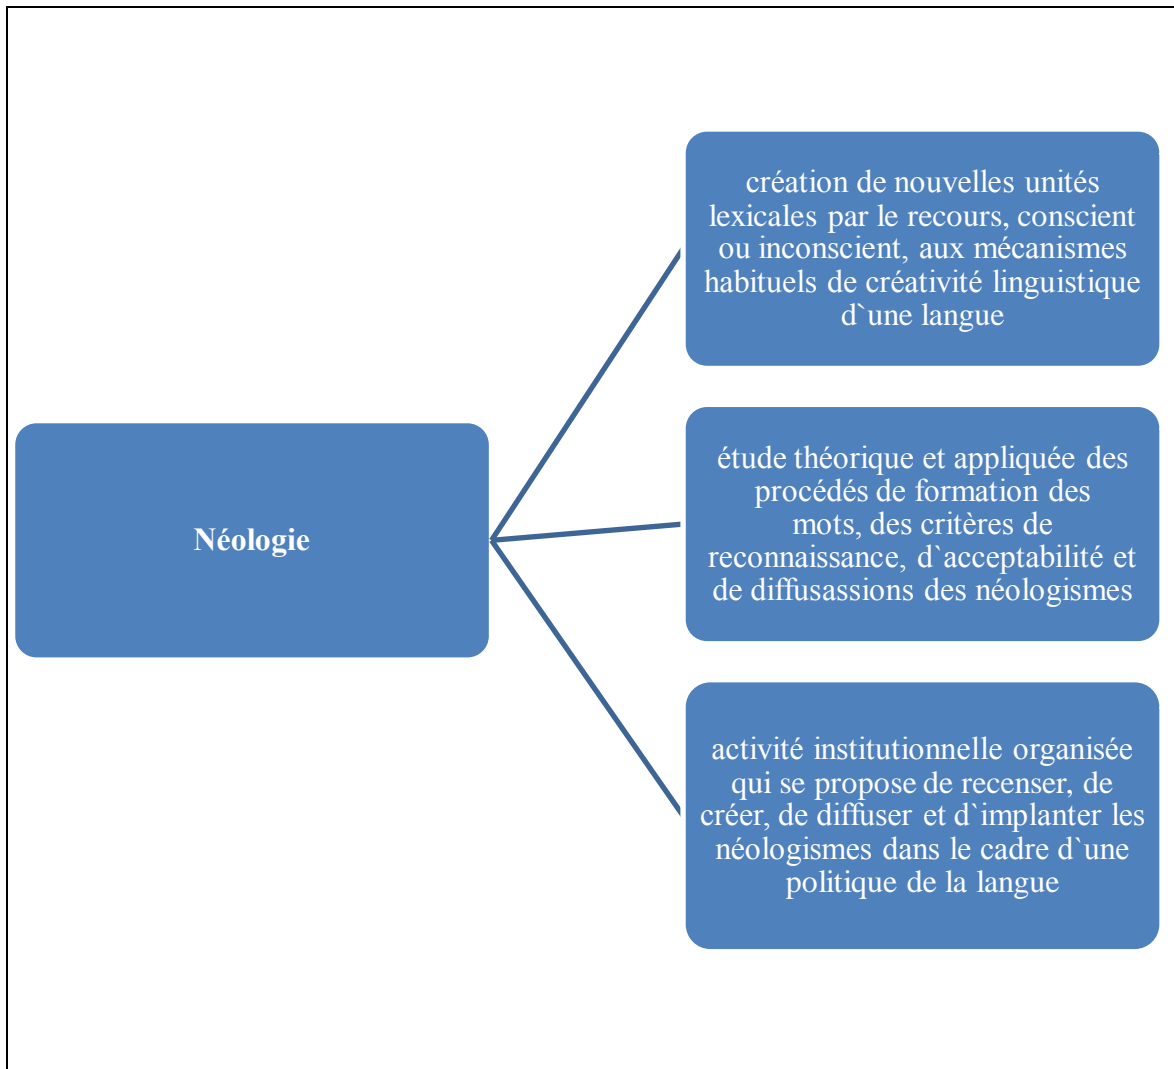 Néologie
création de nouvelles unités
lexicales par le recours, conscient
ou inconscient, aux mécanismes
habituels de créativité linguistique
d`une langue
étude théorique et appliquée des
procédés de formation des
mots, des critères de
reconnaissance, d`acceptabilité et
de diffusassions des néologismes
activité institutionnelle organisée
qui se propose de recenser, de
créer, de diffuser et d`implanter les
néologismes dans le cadre d`une
politique de la langue